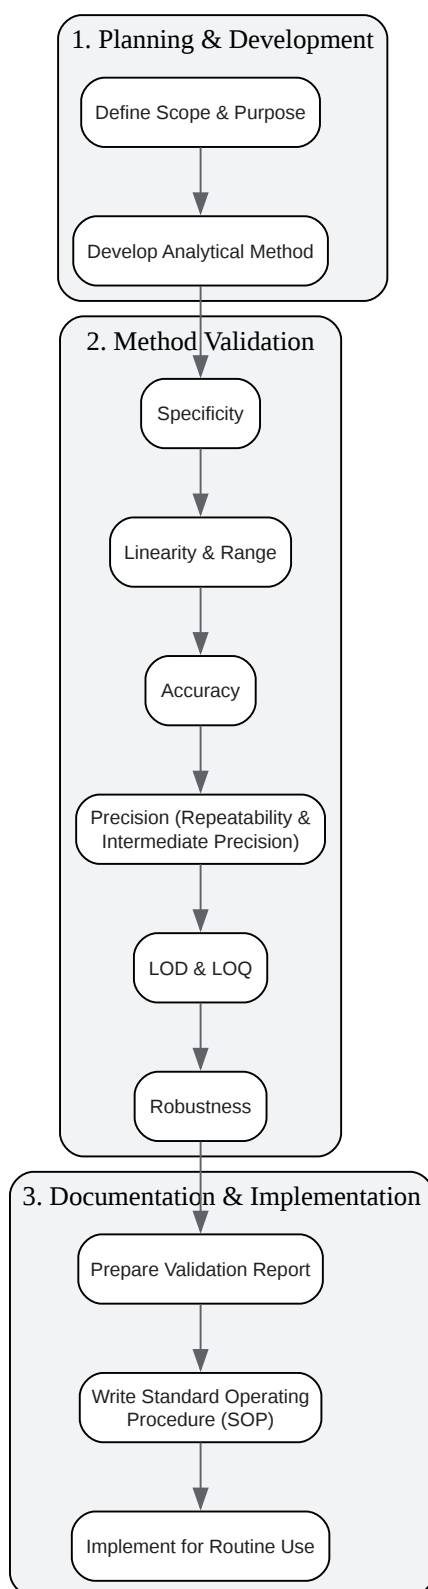 1. Planning & Development
Define Scope & Purpose
Develop Analytical Method
2. Method Validation
Specificity
Linearity & Range
Accuracy
Precision (Repeatability &
Intermediate Precision)
LOD & LOQ
Robustness
3. Documentation & Implementation
Prepare Validation Report
Write Standard Operating
Procedure (SOP)
Implement for Routine Use